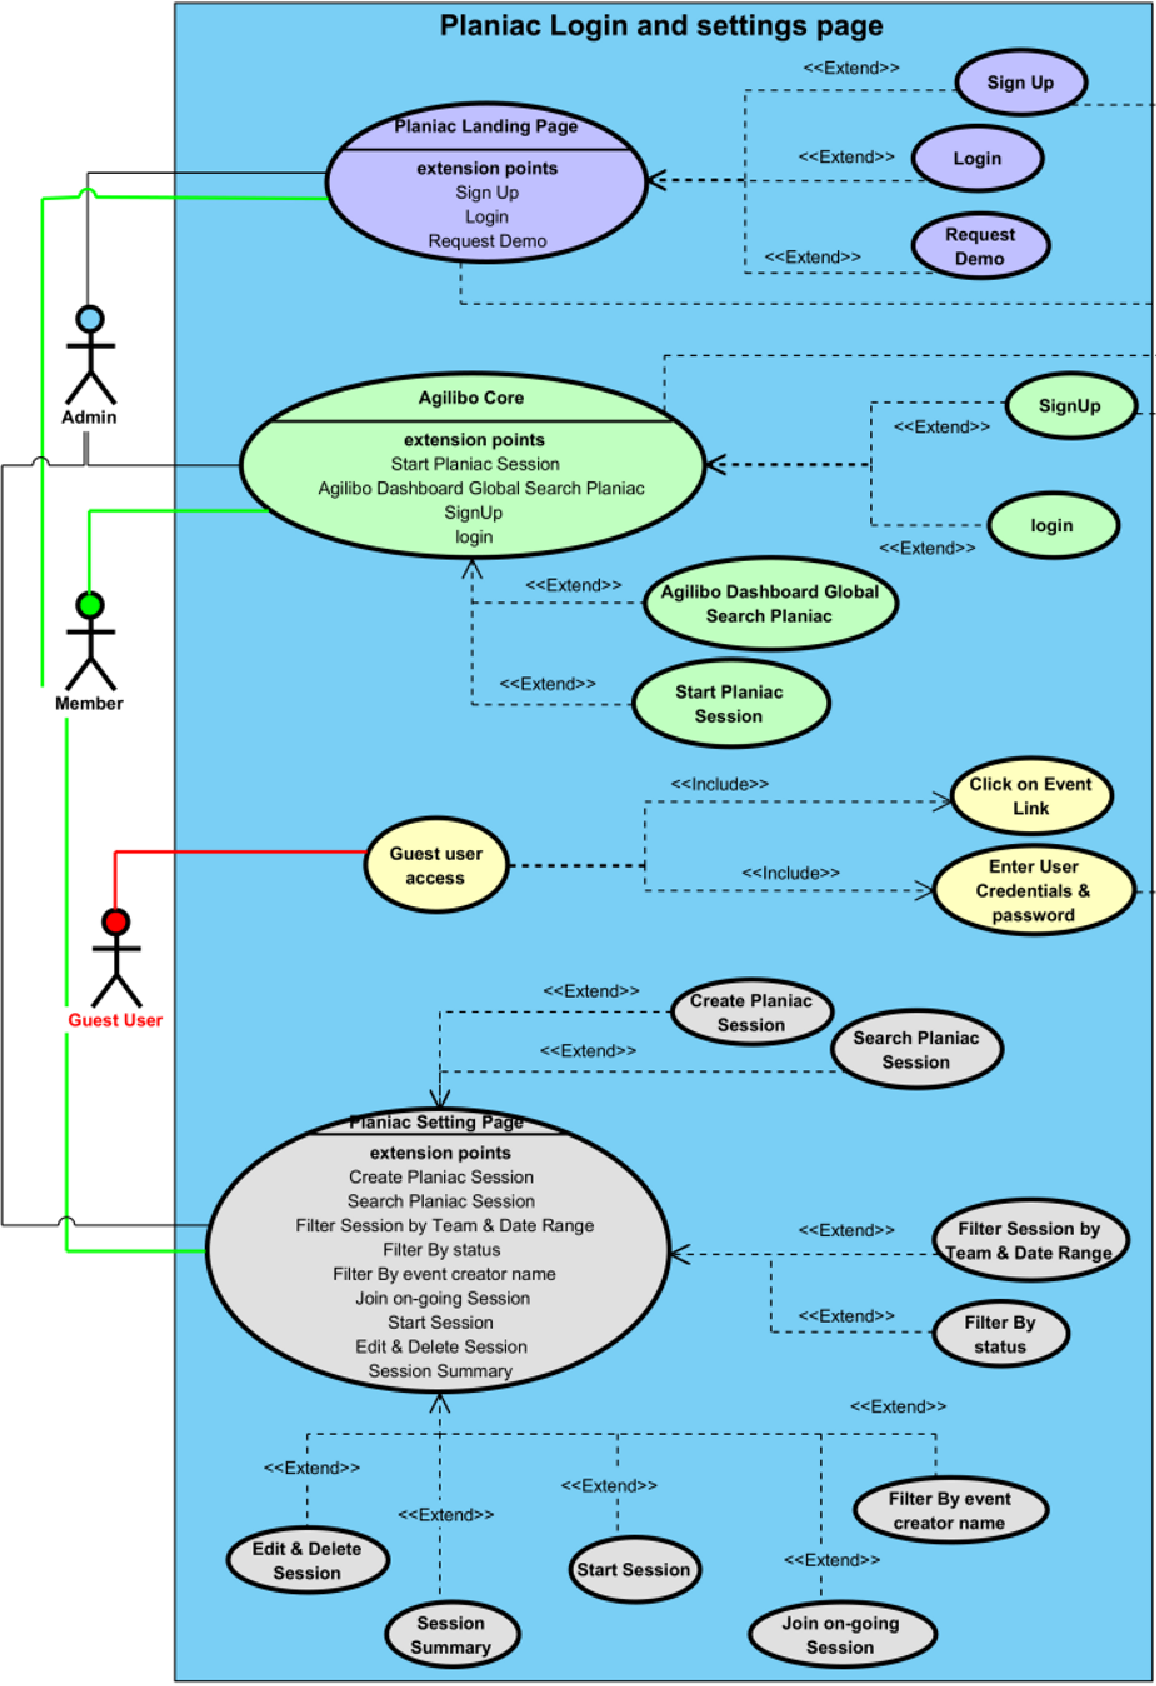 Planiac Login and settings page
<<Extend>>
Sign Up
Planiac Landing Page
extension points
Sign Up
Login
Request Demo
<<Extend>>
Login
Request
Demo
<<Extend>>
Admin
Agilibo Core
extension points
Start Planiac Session
Agilibo Dashboard Global Search Planiac
SignUp
login
SignUp
<<Extend>>
login
<<Extend>>
<<Extend>>
Agilibo Dashboard Global
Search Planiac
<<Extend>>
Start Planiac
Session
Member
<<Include>>
Click on Event
Link
Guest user
access
<<Include>>
Enter User
Credentials &
password
Guest User
<<Extend>>
Create Planiac
Session
<<Extend>>
Search Planiac
Session
Planiac Setting Page
extension points
Create Planiac Session
Search Planiac Session
Filter Session by Team & Date Range
Filter By status
Filter By event creator name
Join on-going Session
Start Session
Edit & Delete Session
Session Summary
<<Extend>>
Filter Session by
Team & Date Range
<<Extend>>
Filter By
status
<<Extend>>
<<Extend>>
<<Extend>>
<<Extend>>
Filter By event
creator name
Edit & Delete
Session
<<Extend>>
Start Session
Session
Summary
Join on-going
Session